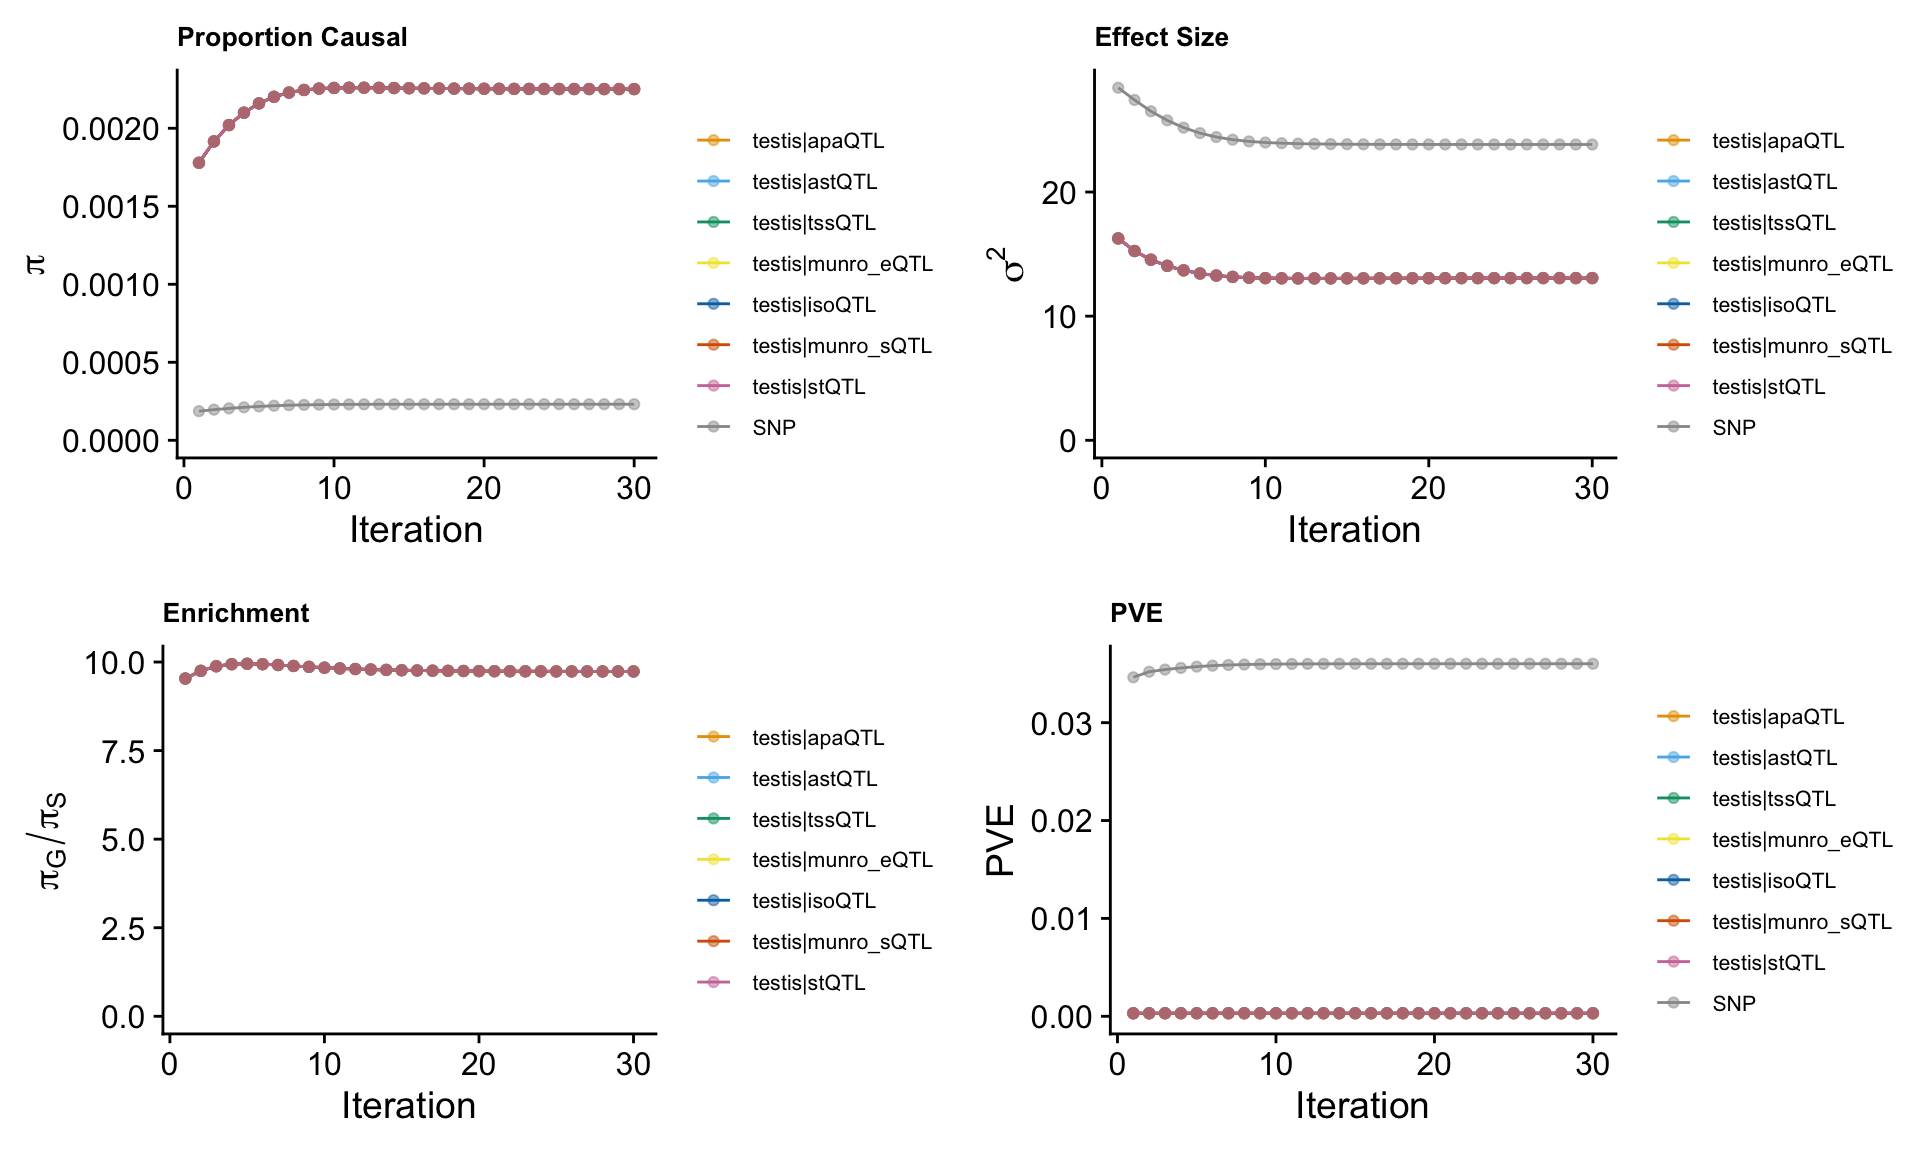 Proportion Causal
π
0.0020
0.0015
0.0010
0.0005
0.0000
0 10 20 30
Iteration
testis|apaQTL
testis|astQTL
testis|tssQTL
testis|munro_eQTL
testis|isoQTL
testis|munro_sQTL
testis|stQTL
SNP
Effect Size
σ²
20
10
0
0 10 20 30
Iteration
testis|apaQTL
testis|astQTL
testis|tssQTL
testis|munro_eQTL
testis|isoQTL
testis|munro_sQTL
testis|stQTL
SNP
Enrichment
πG/πS
10.0
7.5
5.0
2.5
0.0
0 10 20 30
Iteration
testis|apaQTL
testis|astQTL
testis|tssQTL
testis|munro_eQTL
testis|isoQTL
testis|munro_sQTL
testis|stQTL
PVE
PVE
0.03
0.02
0.01
0.00
0 10 20 30
Iteration
testis|apaQTL
testis|astQTL
testis|tssQTL
testis|munro_eQTL
testis|isoQTL
testis|munro_sQTL
testis|stQTL
SNP